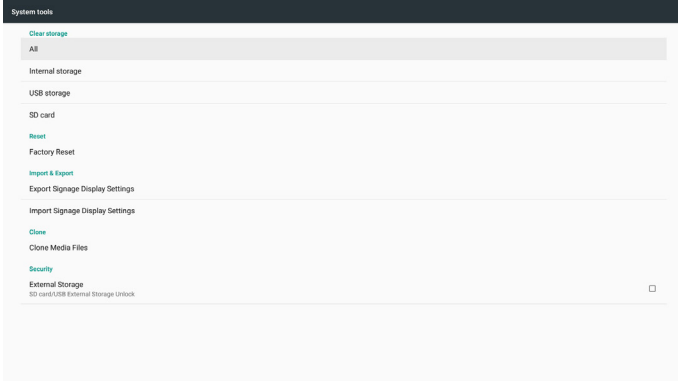 System tools
Clear storage
All
Internal storage
USB storage
SD card
Reset
Factory Reset
Import & Export
Export Signage Display Settings
Import Signage Display Settings
Clone
Clone Media Files
Security
External Storage
SD card/USB External Storage Unlock